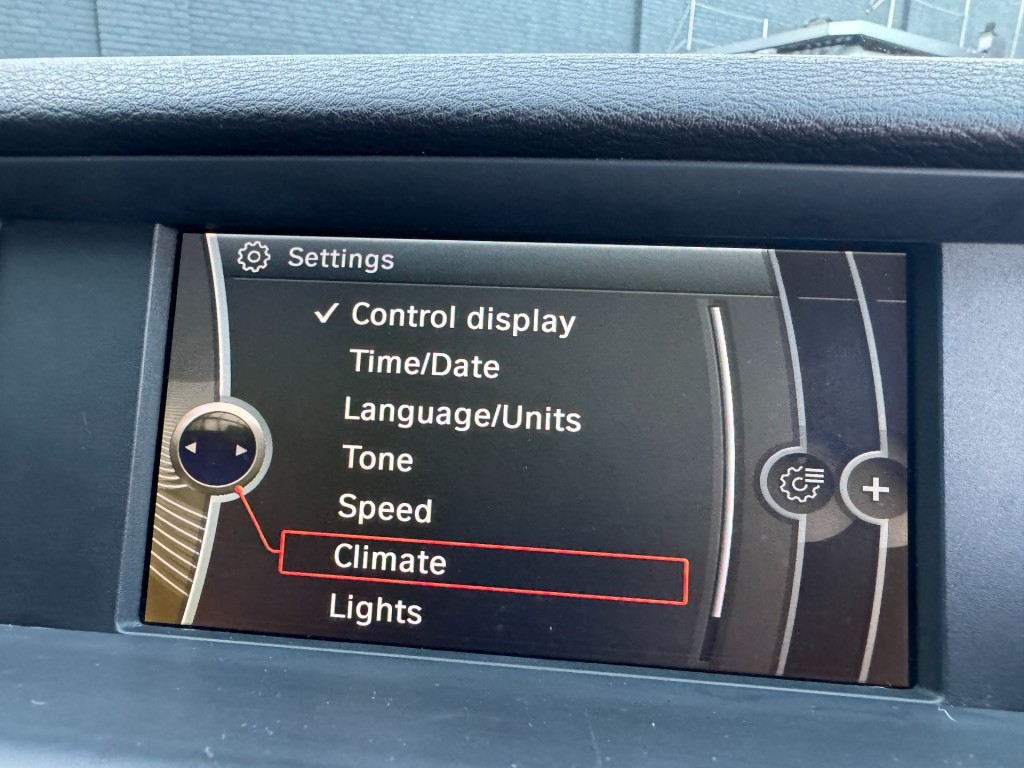 Settings
✓ Control display
Time/Date
Language/Units
Tone
Speed
Climate
Lights